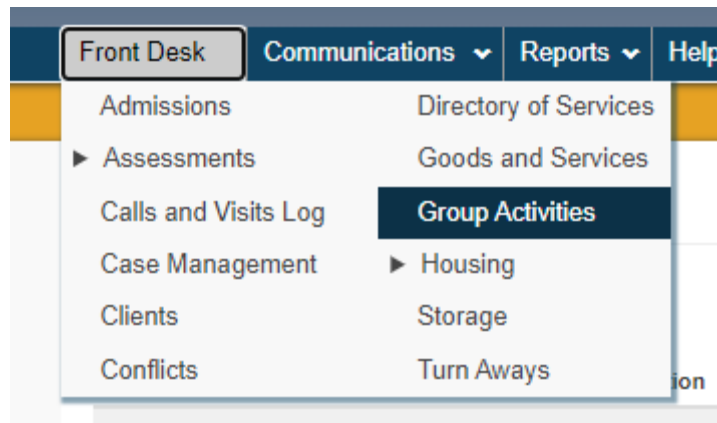 Front Desk
Communications
Reports
Help
Admissions
Assessments
Calls and Visits Log
Case Management
Clients
Conflicts
Directory of Services
Goods and Services
Group Activities
Housing
Storage
Turn Aways
ion